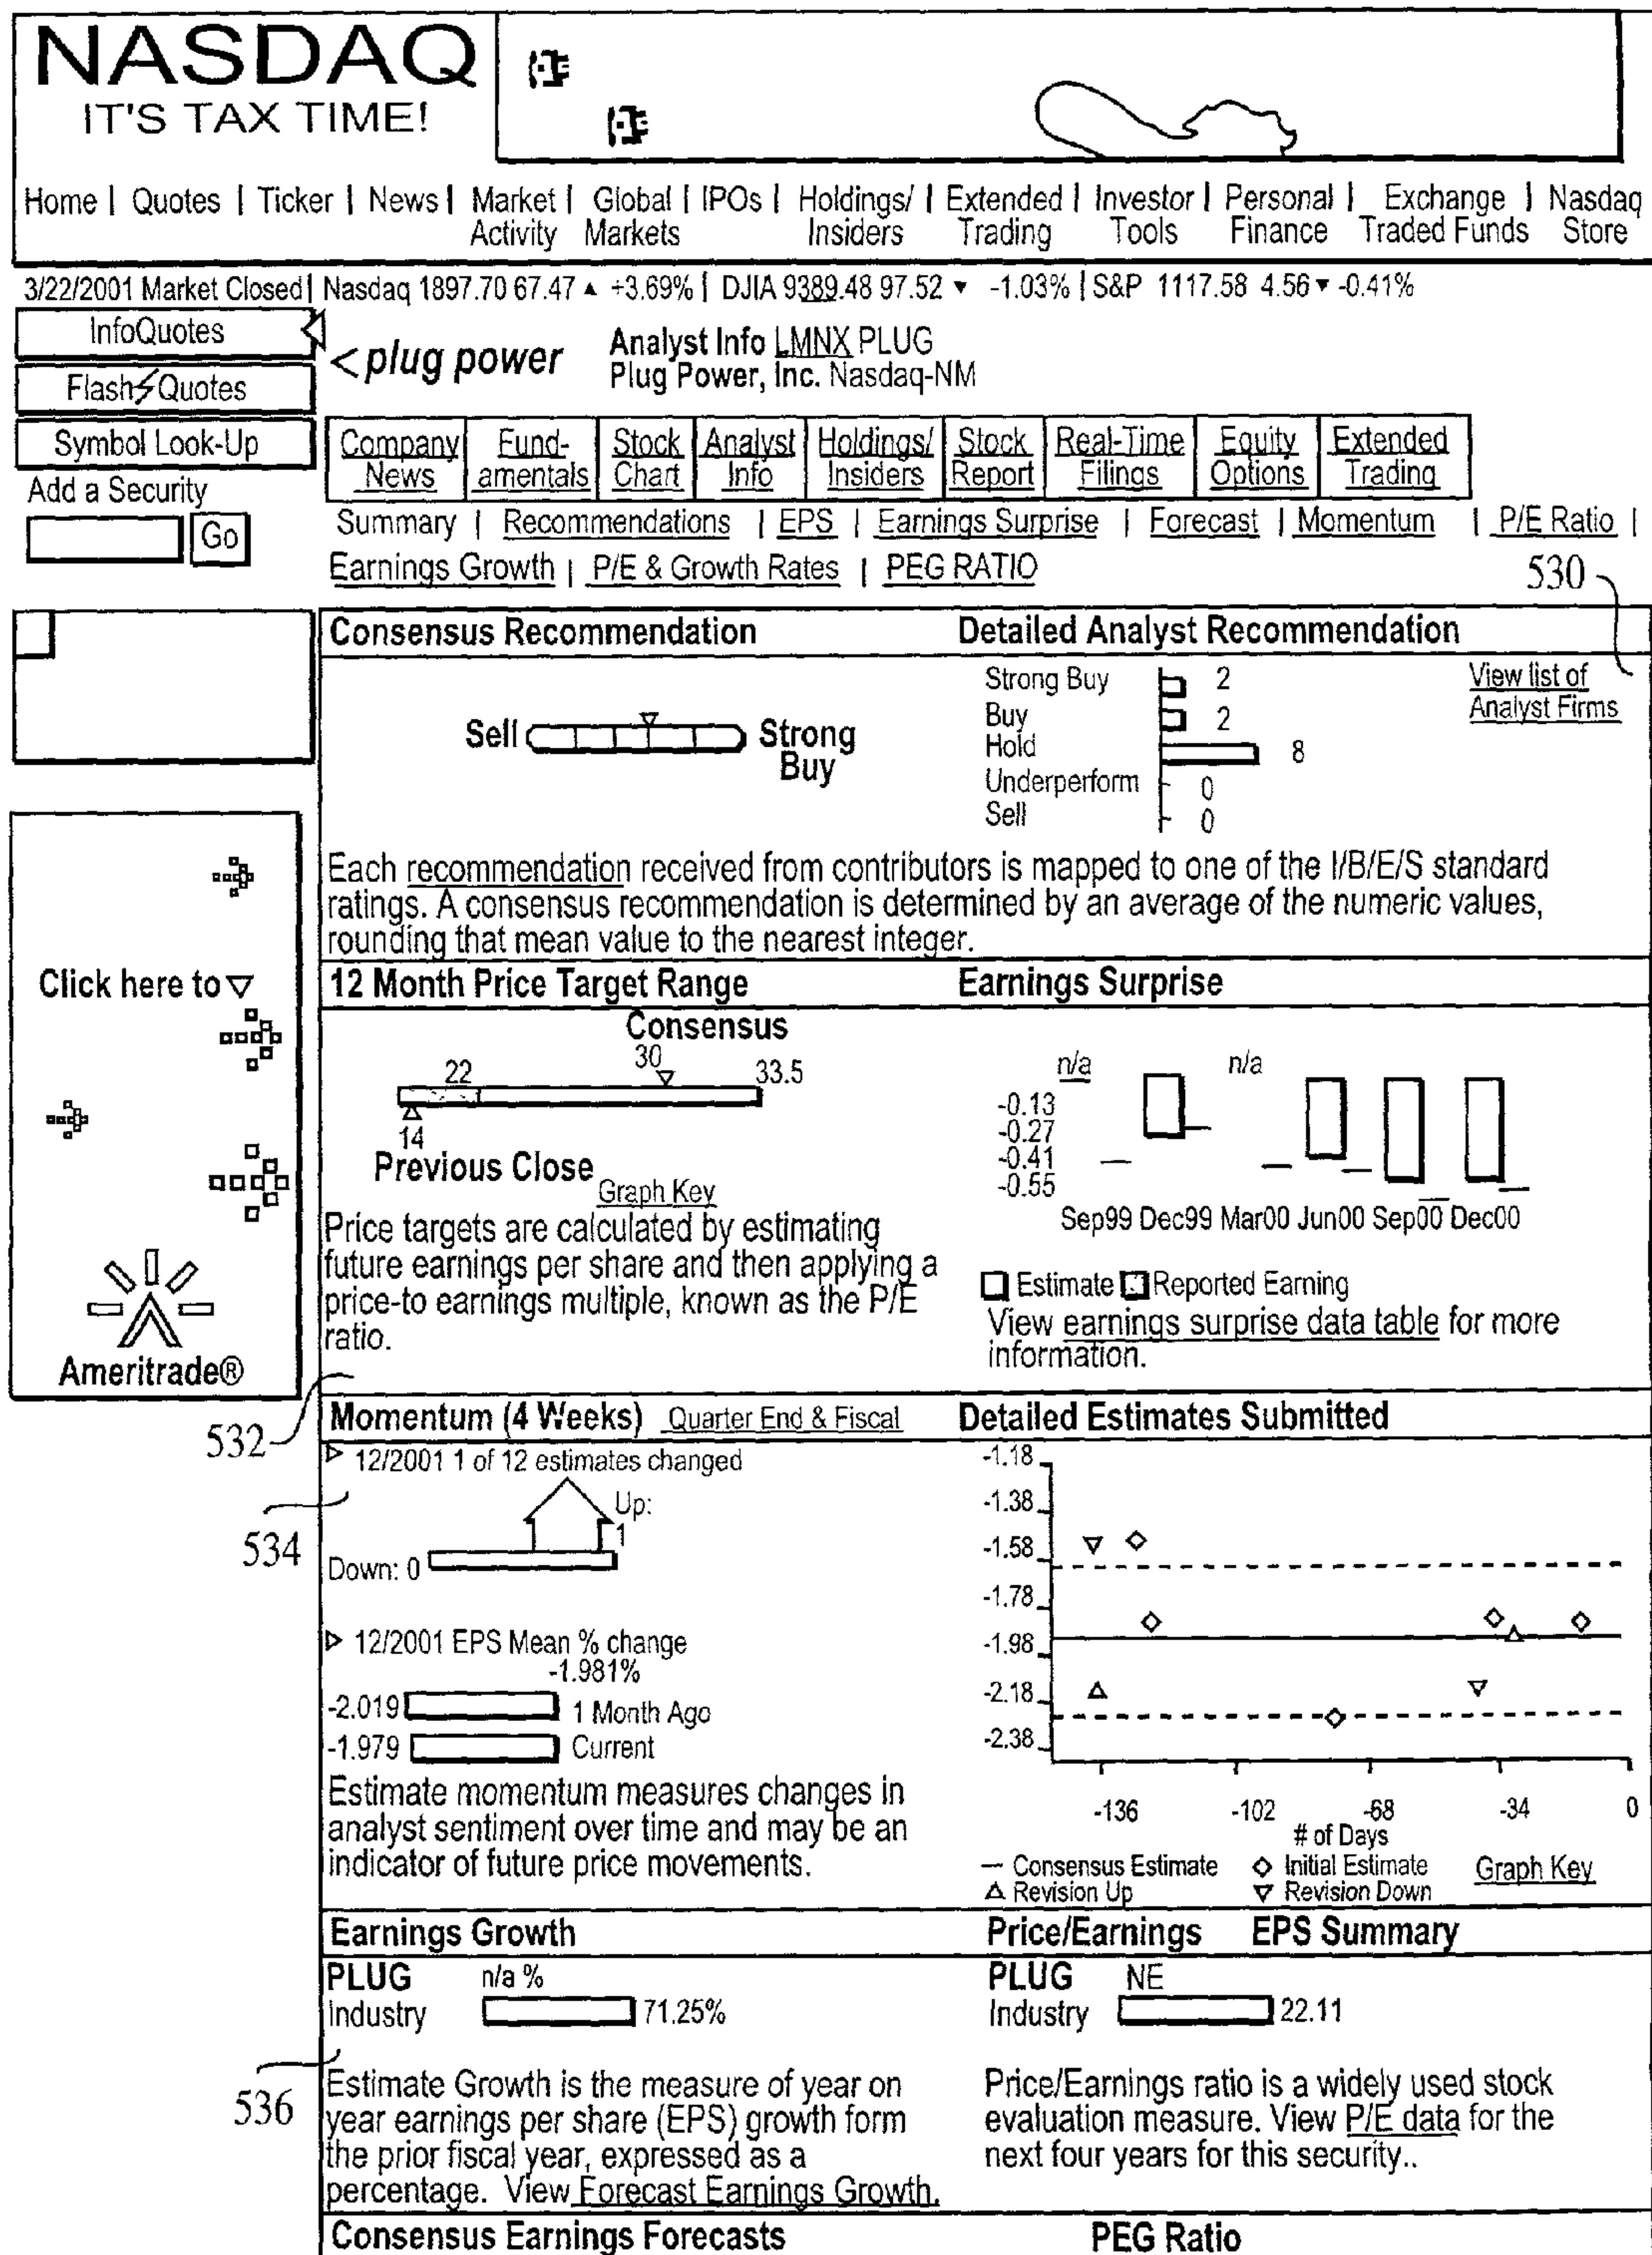 NASDAQ
IT'S TAX TIME!
Home | Quotes | Ticker | News | Market Activity | Global Markets | IPOs | Holdings/ Insiders | Extended Trading | Investor Tools | Personal Finance | Exchange Traded Funds | Nasdaq Store
3/22/2001 Market Closed | Nasdaq 1897.70 67.47 ▲ +3.69% | DJIA 9389.48 97.52 ▼ -1.03% | S&P 1117.58 4.56 ▼ -0.41%
InfoQuotes
Flash Quotes
Symbol Look-Up
Add a Security
Go
< plug power
Analyst Info LMNX PLUG
Plug Power, Inc. Nasdaq-NM
Company News | Fund- amentals | Stock Chart | Analyst Info | Holdings/ Insiders | Stock Report | Real-Time Filings | Equity Options | Extended Trading
Summary | Recommendations | EPS | Earnings Surprise | Forecast | Momentum | P/E Ratio |
Earnings Growth | P/E & Growth Rates | PEG RATIO
530
Consensus Recommendation
Sell
Strong
Buy
Detailed Analyst Recommendation
Strong Buy 2
Buy 2
Hold 8
Underperform 0
Sell 0
View list of
Analyst Firms
Each recommendation received from contributors is mapped to one of the I/B/E/S standard
ratings. A consensus recommendation is determined by an average of the numeric values,
rounding that mean value to the nearest integer.
Click here to ▽
Ameritrade®
12 Month Price Target Range
Consensus
22 30 33.5
14
Previous Close
Graph Key
Price targets are calculated by estimating
future earnings per share and then applying a
price-to earnings multiple, known as the P/E
ratio.
532
Earnings Surprise
n/a n/a
-0.13
-0.27
-0.41
-0.55
Sep99 Dec99 Mar00 Jun00 Sep00 Dec00
Estimate Reported Earning
View earnings surprise data table for more
information.
Momentum (4 Weeks) Quarter End & Fiscal
12/2001 1 of 12 estimates changed
534
Up:
1
Down: 0
12/2001 EPS Mean % change
-1.981%
-2.019 1 Month Ago
-1.979 Current
Estimate momentum measures changes in
analyst sentiment over time and may be an
indicator of future price movements.
Detailed Estimates Submitted
-1.18
-1.38
-1.58
-1.78
-1.98
-2.18
-2.38
-136 -102 -68 -34 0
# of Days
— Consensus Estimate ◇ Initial Estimate Graph Key
△ Revision Up ▽ Revision Down
Earnings Growth
PLUG n/a %
Industry 71.25%
536
Estimate Growth is the measure of year on
year earnings per share (EPS) growth form
the prior fiscal year, expressed as a
percentage. View Forecast Earnings Growth.
Price/Earnings EPS Summary
PLUG NE
Industry 22.11
Price/Earnings ratio is a widely used stock
evaluation measure. View P/E data for the
next four years for this security..
Consensus Earnings Forecasts PEG Ratio